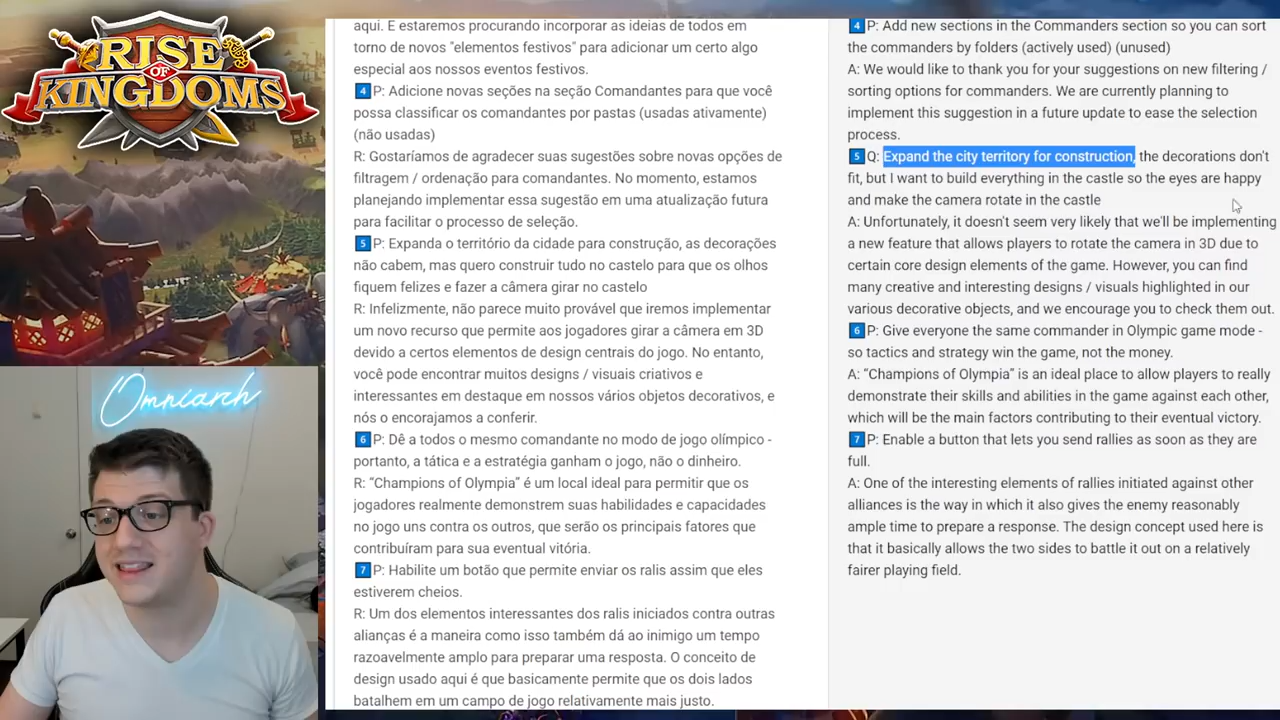 RISE
OF
KINGDOMS
Omniarch
aqui. E estaremos procurando incorporar as ideias de todos em
torno de novos "elementos festivos" para adicionar um certo algo
especial aos nossos eventos festivos.
4 P: Adicione novas seções na seção Comandantes para que você
possa classificar os comandantes por pastas (usadas ativamente)
(não usadas)
R: Gostaríamos de agradecer suas sugestões sobre novas opções de
filtragem / ordenação para comandantes. No momento, estamos
planejando implementar essa sugestão em uma atualização futura
para facilitar o processo de seleção.
5 P: Expanda o território da cidade para construção, as decorações
não cabem, mas quero construir tudo no castelo para que os olhos
fiquem felizes e fazer a câmera girar no castelo
R: Infelizmente, não parece muito provável que iremos implementar
um novo recurso que permite aos jogadores girar a câmera em 3D
devido a certos elementos de design centrais do jogo. No entanto,
você pode encontrar muitos designs / visuais criativos e
interessantes em destaque em nossos vários objetos decorativos, e
nós o encorajamos a conferir.
6 P: Dê a todos o mesmo comandante no modo de jogo olímpico -
portanto, a tática e a estratégia ganham o jogo, não o dinheiro.
R: “Champions of Olympia” é um local ideal para permitir que os
jogadores realmente demonstrem suas habilidades e capacidades
no jogo uns contra os outros, que serão os principais fatores que
contribuíram para sua eventual vitória.
7 P: Habilite um botão que permite enviar os ralis assim que eles
estiverem cheios.
R: Um dos elementos interessantes dos ralis iniciados contra outras
alianças é a maneira como isso também dá ao inimigo um tempo
razoavelmente amplo para preparar uma resposta. O conceito de
design usado aqui é que basicamente permite que os dois lados
batalhem em um campo de jogo relativamente mais justo.
4 P: Add new sections in the Commanders section so you can sort
the commanders by folders (actively used) (unused)
A: We would like to thank you for your suggestions on new filtering /
sorting options for commanders. We are currently planning to
implement this suggestion in a future update to ease the selection
process.
5 Q: Expand the city territory for construction, the decorations don't
fit, but I want to build everything in the castle so the eyes are happy
and make the camera rotate in the castle
A: Unfortunately, it doesn't seem very likely that we'll be implementing
a new feature that allows players to rotate the camera in 3D due to
certain core design elements of the game. However, you can find
many creative and interesting designs / visuals highlighted in our
various decorative objects, and we encourage you to check them out.
6 P: Give everyone the same commander in Olympic game mode -
so tactics and strategy win the game, not the money.
A: “Champions of Olympia” is an ideal place to allow players to really
demonstrate their skills and abilities in the game against each other,
which will be the main factors contributing to their eventual victory.
7 P: Enable a button that lets you send rallies as soon as they are
full.
A: One of the interesting elements of rallies initiated against other
alliances is the way in which it also gives the enemy reasonably
ample time to prepare a response. The design concept used here is
that it basically allows the two sides to battle it out on a relatively
fairer playing field.